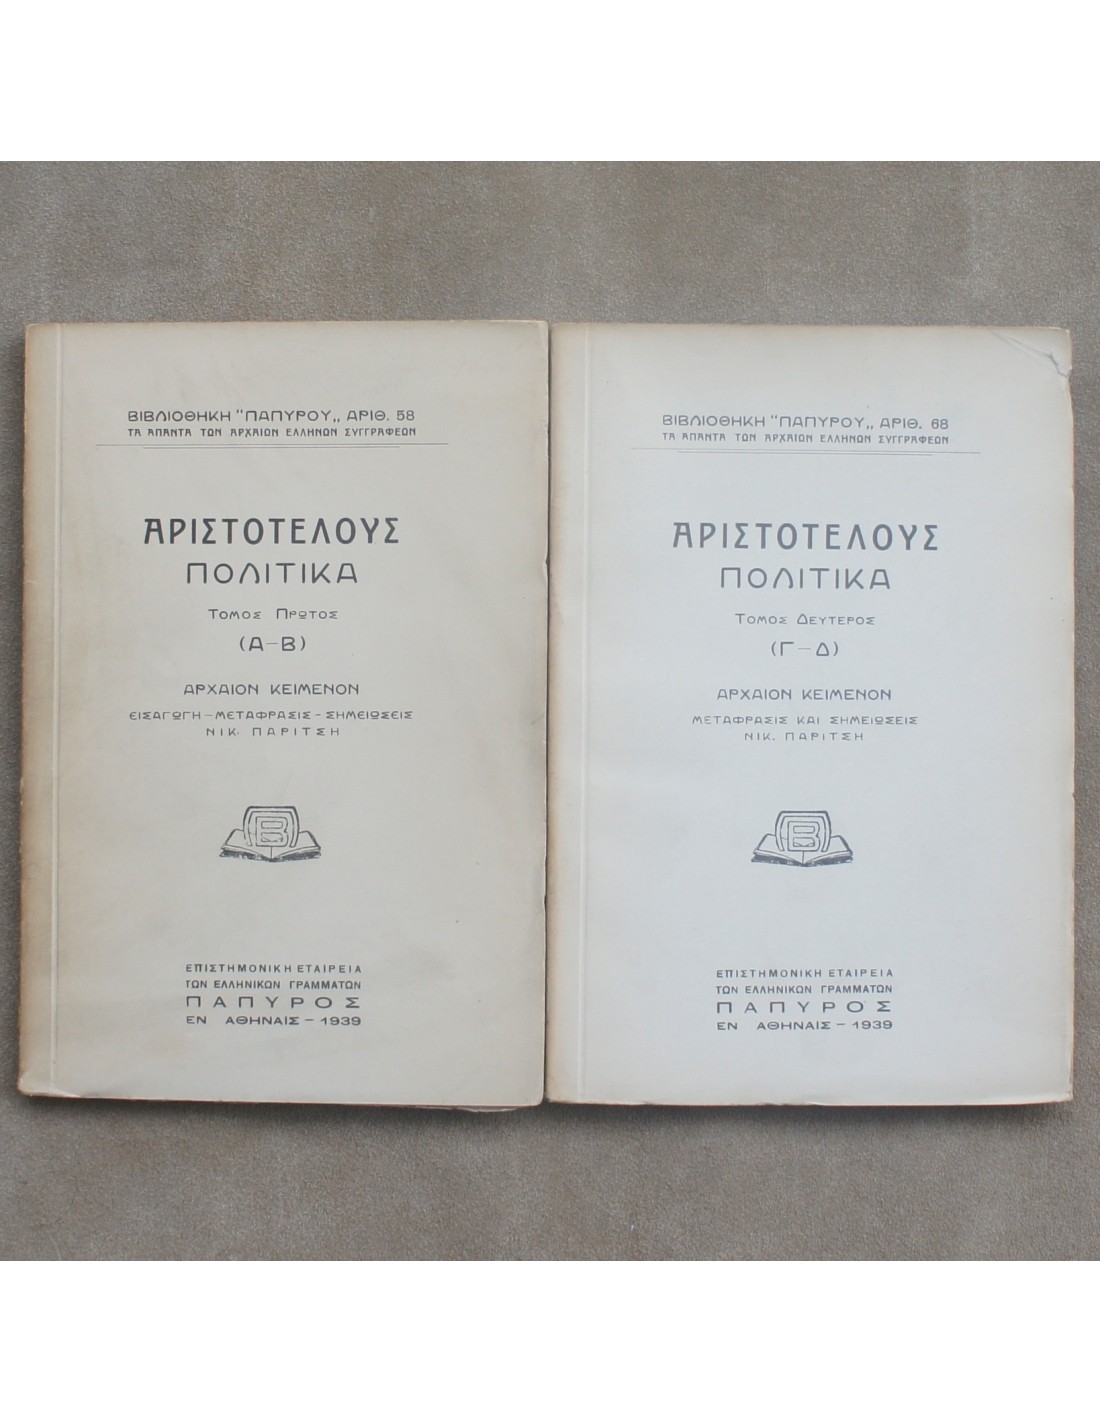 ΒΙΒΛΙΟΘΗΚΗ "ΠΑΠΥΡΟΥ„ ΑΡΙΘ. 58
ΤΑ ΑΠΑΝΤΑ ΤΩΝ ΑΡΧΑΙΩΝ ΕΛΛΗΝΩΝ ΣΥΓΓΡΑΦΕΩΝ
ΑΡΙΣΤΟΤΕΛΟΥΣ
ΠΟΛΙΤΙΚΑ
ΤΟΜΟΣ ΠΡΩΤΟΣ
(Α-Β)
ΑΡΧΑΙΟΝ ΚΕΙΜΕΝΟΝ
ΕΙΣΑΓΩΓΗ-ΜΕΤΑΦΡΑΣΙΣ-ΣΗΜΕΙΩΣΕΙΣ
ΝΙΚ. ΠΑΡΙΤΣΗ
ΕΠΙΣΤΗΜΟΝΙΚΗ ΕΤΑΙΡΕΙΑ
ΤΩΝ ΕΛΛΗΝΙΚΩΝ ΓΡΑΜΜΑΤΩΝ
ΠΑΠΥΡΟΣ
ΕΝ ΑΘΗΝΑΙΣ - 1939
ΒΙΒΛΙΟΘΗΚΗ "ΠΑΠΥΡΟΥ„ ΑΡΙΘ. 68
ΤΑ ΑΠΑΝΤΑ ΤΩΝ ΑΡΧΑΙΩΝ ΕΛΛΗΝΩΝ ΣΥΓΓΡΑΦΕΩΝ
ΑΡΙΣΤΟΤΕΛΟΥΣ
ΠΟΛΙΤΙΚΑ
ΤΟΜΟΣ ΔΕΥΤΕΡΟΣ
(Γ-Δ)
ΑΡΧΑΙΟΝ ΚΕΙΜΕΝΟΝ
ΜΕΤΑΦΡΑΣΙΣ ΚΑΙ ΣΗΜΕΙΩΣΕΙΣ
ΝΙΚ. ΠΑΡΙΤΣΗ
ΕΠΙΣΤΗΜΟΝΙΚΗ ΕΤΑΙΡΕΙΑ
ΤΩΝ ΕΛΛΗΝΙΚΩΝ ΓΡΑΜΜΑΤΩΝ
ΠΑΠΥΡΟΣ
ΕΝ ΑΘΗΝΑΙΣ - 1939